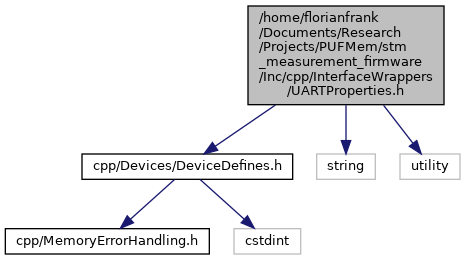 /home/florianfrank
/Documents/Research
/Projects/PUFMem/stm
_measurement_firmware
/Inc/cpp/InterfaceWrappers
/UARTProperties.h
cpp/Devices/DeviceDefines.h
string
utility
cpp/MemoryErrorHandling.h
cstdint